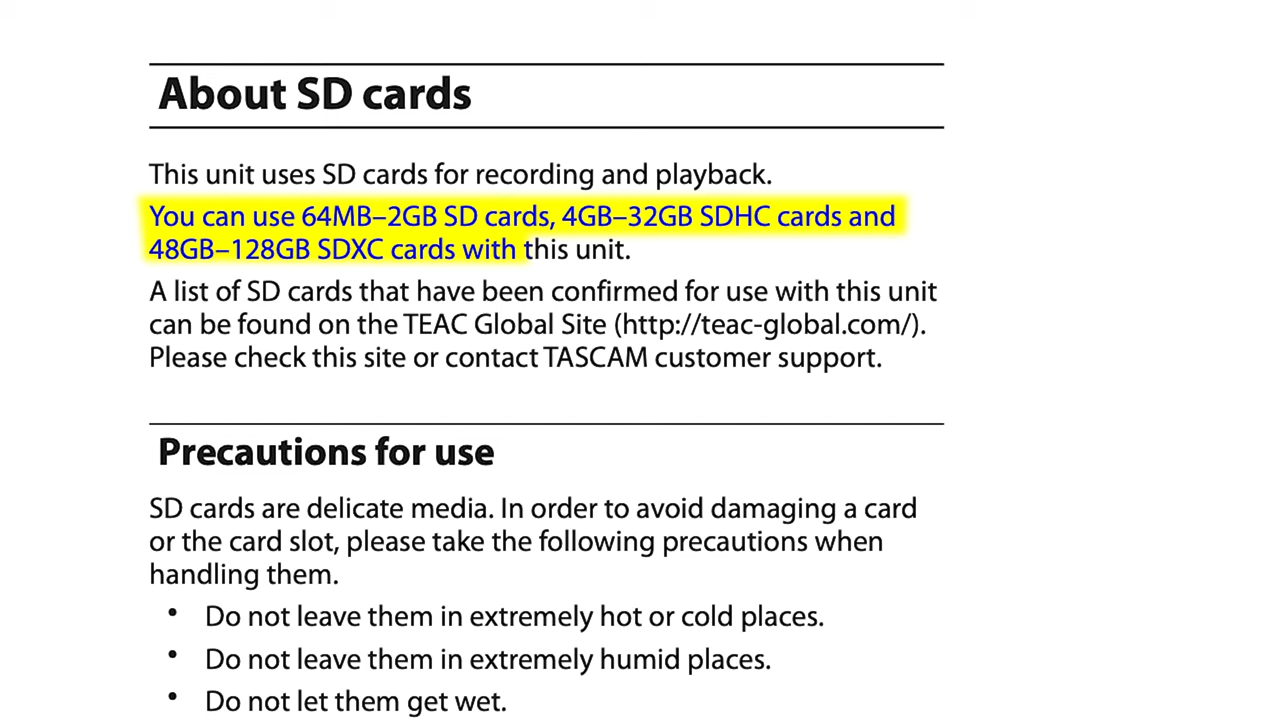 About SD cards
This unit uses SD cards for recording and playback.
You can use 64MB–2GB SD cards, 4GB–32GB SDHC cards and
48GB–128GB SDXC cards with this unit.
A list of SD cards that have been confirmed for use with this unit
can be found on the TEAC Global Site (http://teac-global.com/).
Please check this site or contact TASCAM customer support.
Precautions for use
SD cards are delicate media. In order to avoid damaging a card
or the card slot, please take the following precautions when
handling them.
• Do not leave them in extremely hot or cold places.
• Do not leave them in extremely humid places.
• Do not let them get wet.